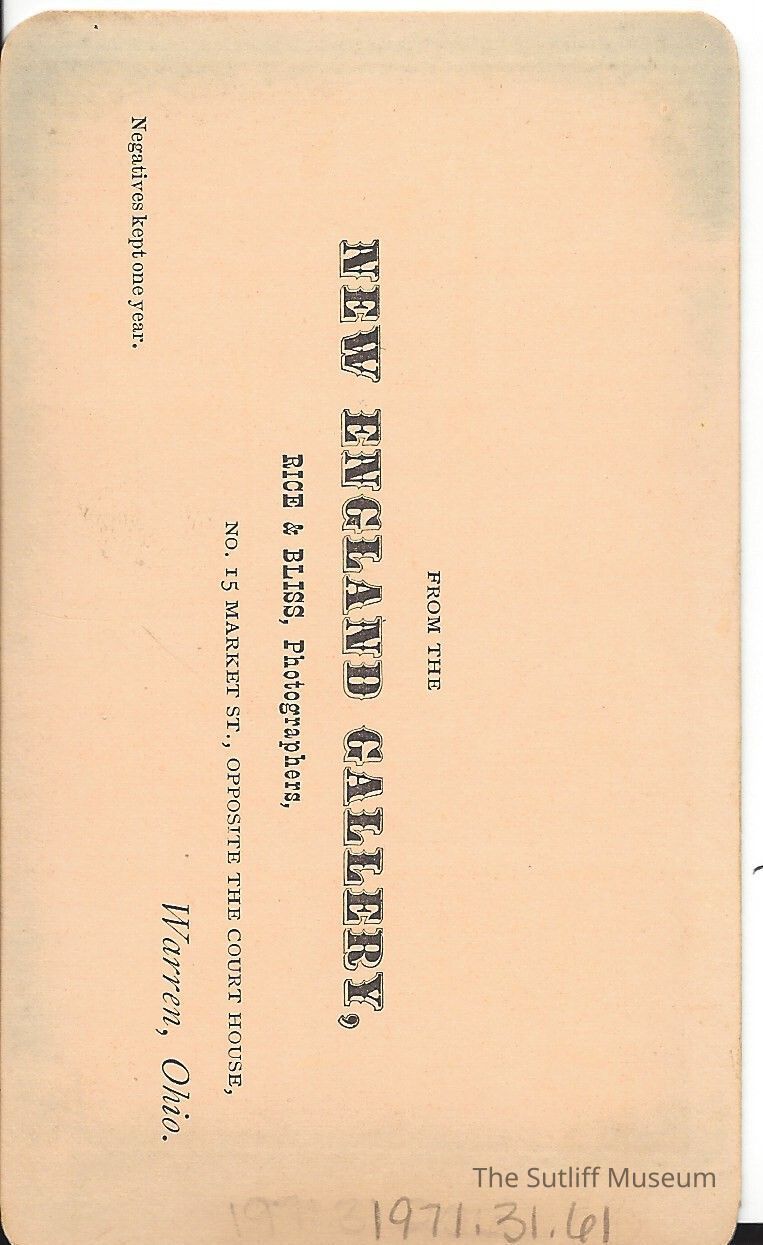 FROM THE
NEW ENGLAND GALLERY,
RICE & BLISS, Photographers,
NO. 15 MARKET ST., OPPOSITE THE COURT HOUSE,
Warren, Ohio.
Negatives kept one year.
The Sutliff Museum
1971.31.61